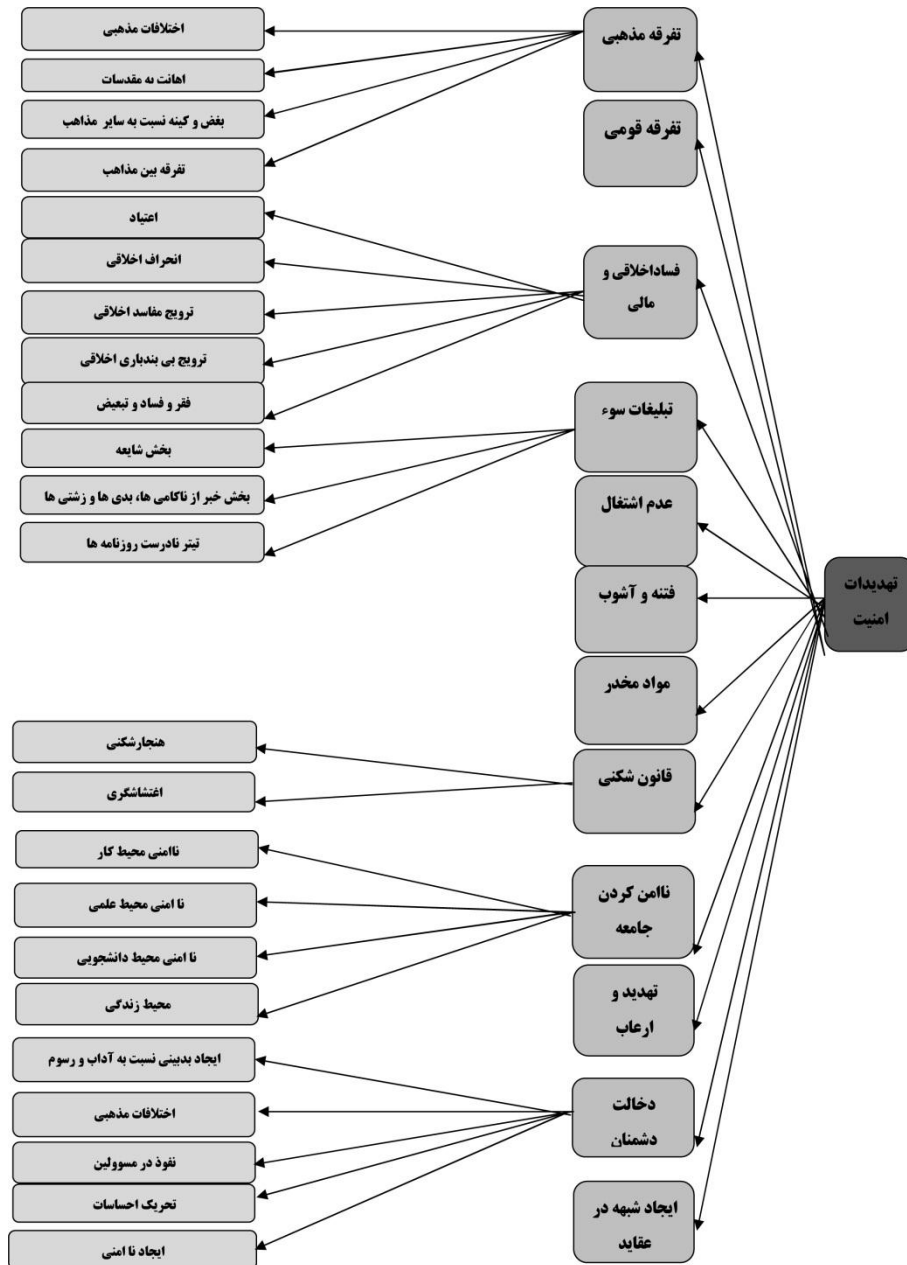 تهدیدات
امنیت
تفرقه مذهبی
اختلافات مذهبی
اهانت به مقدسات
بغض و کینه نسبت به سایر مذاهب
تفرقه بین مذاهب
تفرقه قومی
فساداخلاقی و
مالی
اعتیاد
انحراف اخلاقی
ترویج مفاسد اخلاقی
ترویج بی بندباری اخلاقی
فقر و فساد و تبعیض
تبلیغات سوء
بخش شایعه
بخش خبر از ناکامی ها، بدی ها و زشتی ها
تیتر نادرست روزنامه ها
عدم اشتغال
فتنه و آشوب
مواد مخدر
قانون شکنی
هنجارشکنی
اغتشاشگری
ناامن کردن
جامعه
ناامنی محیط کار
نا امنی محیط علمی
نا امنی محیط دانشجویی
محیط زندگی
تهدید و
ارعاب
دخالت
دشمنان
ایجاد بدبینی نسبت به آداب و رسوم
اختلافات مذهبی
نفوذ در مسوولین
تحریک احساسات
ایجاد نا امنی
ایجاد شبهه در
عقاید